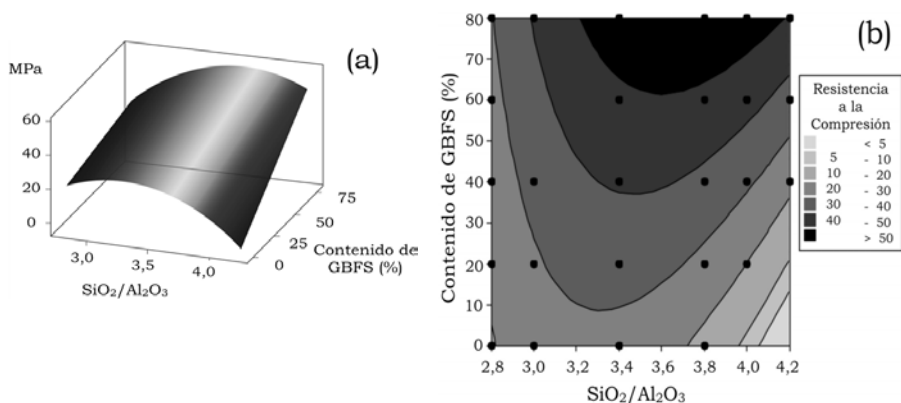 (a)
MPa
60
40
20
0
3,0
3,5
4,0
SiO₂/Al₂O₃
75
50
25
0
Contenido de
GBFS (%)
(b)
80
70
60
50
40
30
20
10
0
Contenido de GBFS (%)
2,8 3,0 3,2 3,4 3,6 3,8 4,0 4,2
SiO₂/Al₂O₃
Resistencia
a la
Compresión
< 5
5 - 10
10 - 20
20 - 30
30 - 40
40 - 50
> 50